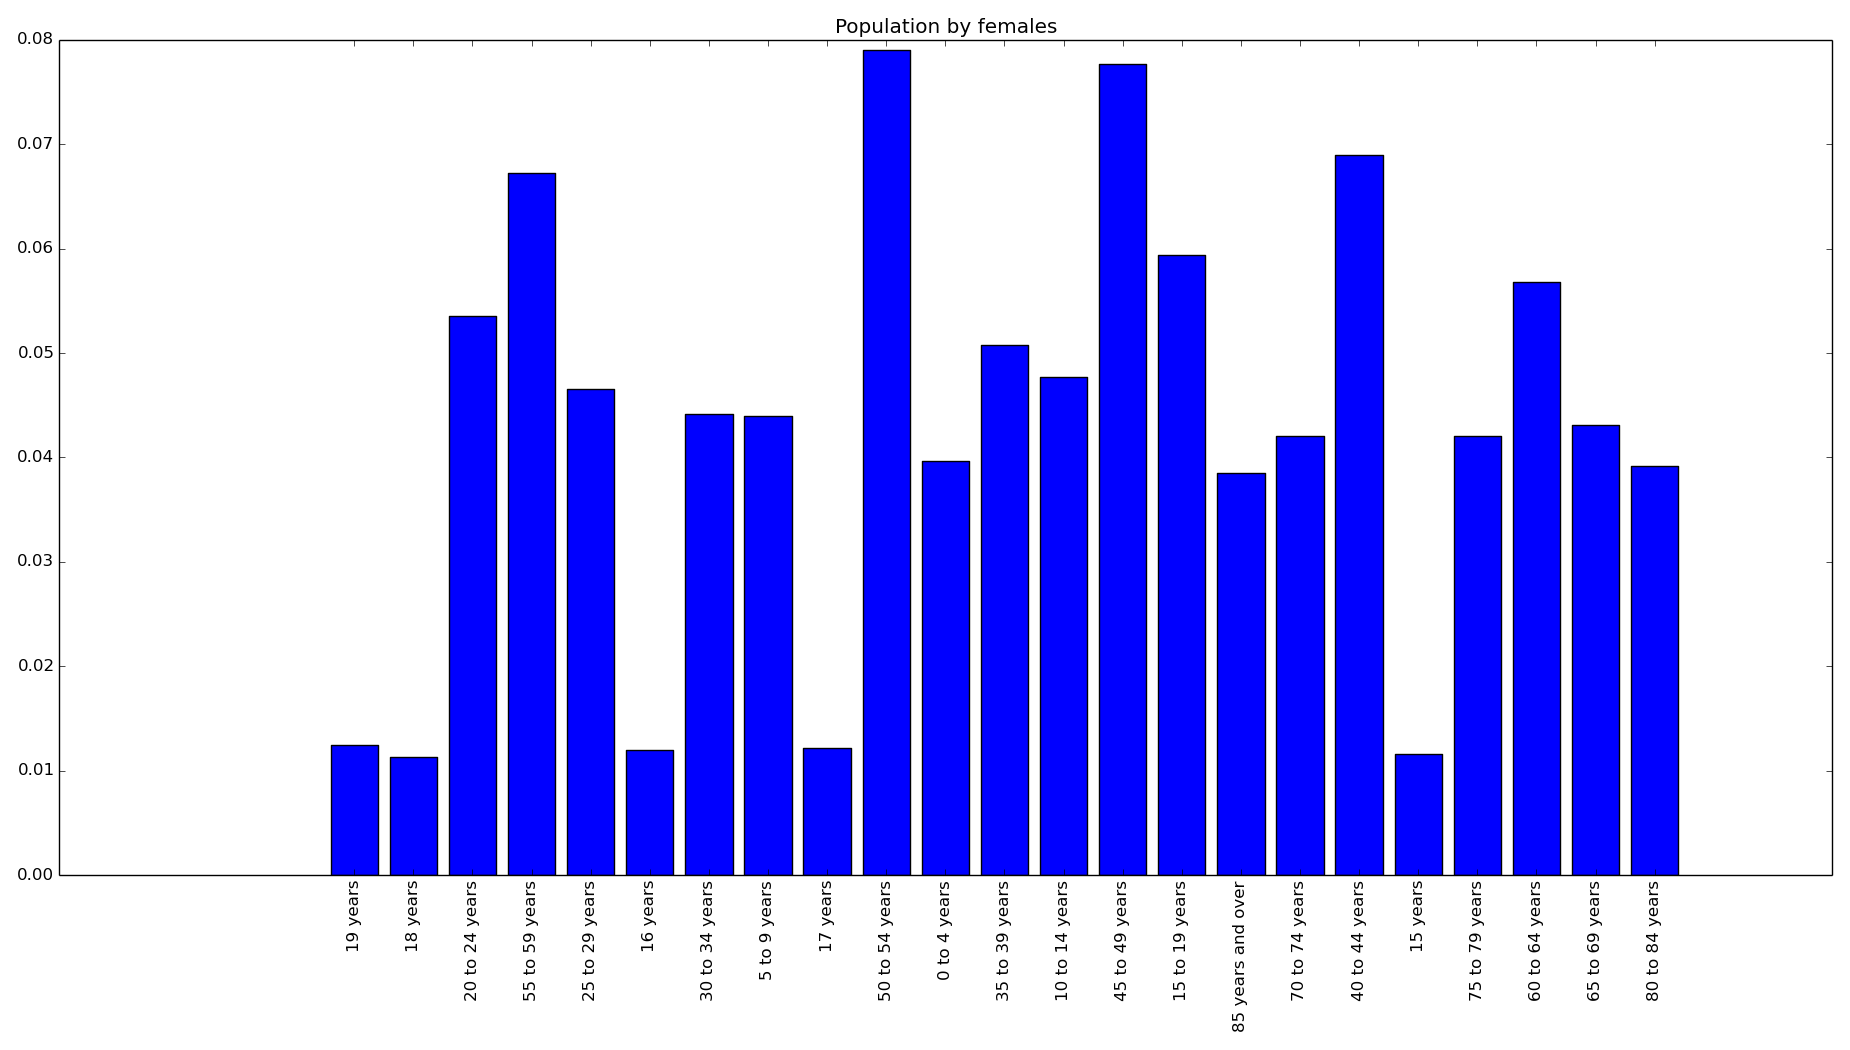 Population by females
0.08
0.07
0.06
0.05
0.04
0.03
0.02
0.01
0.00
19 years
18 years
20 to 24 years
55 to 59 years
25 to 29 years
16 years
30 to 34 years
5 to 9 years
17 years
50 to 54 years
0 to 4 years
35 to 39 years
10 to 14 years
45 to 49 years
15 to 19 years
85 years and over
70 to 74 years
40 to 44 years
15 years
75 to 79 years
60 to 64 years
65 to 69 years
80 to 84 years